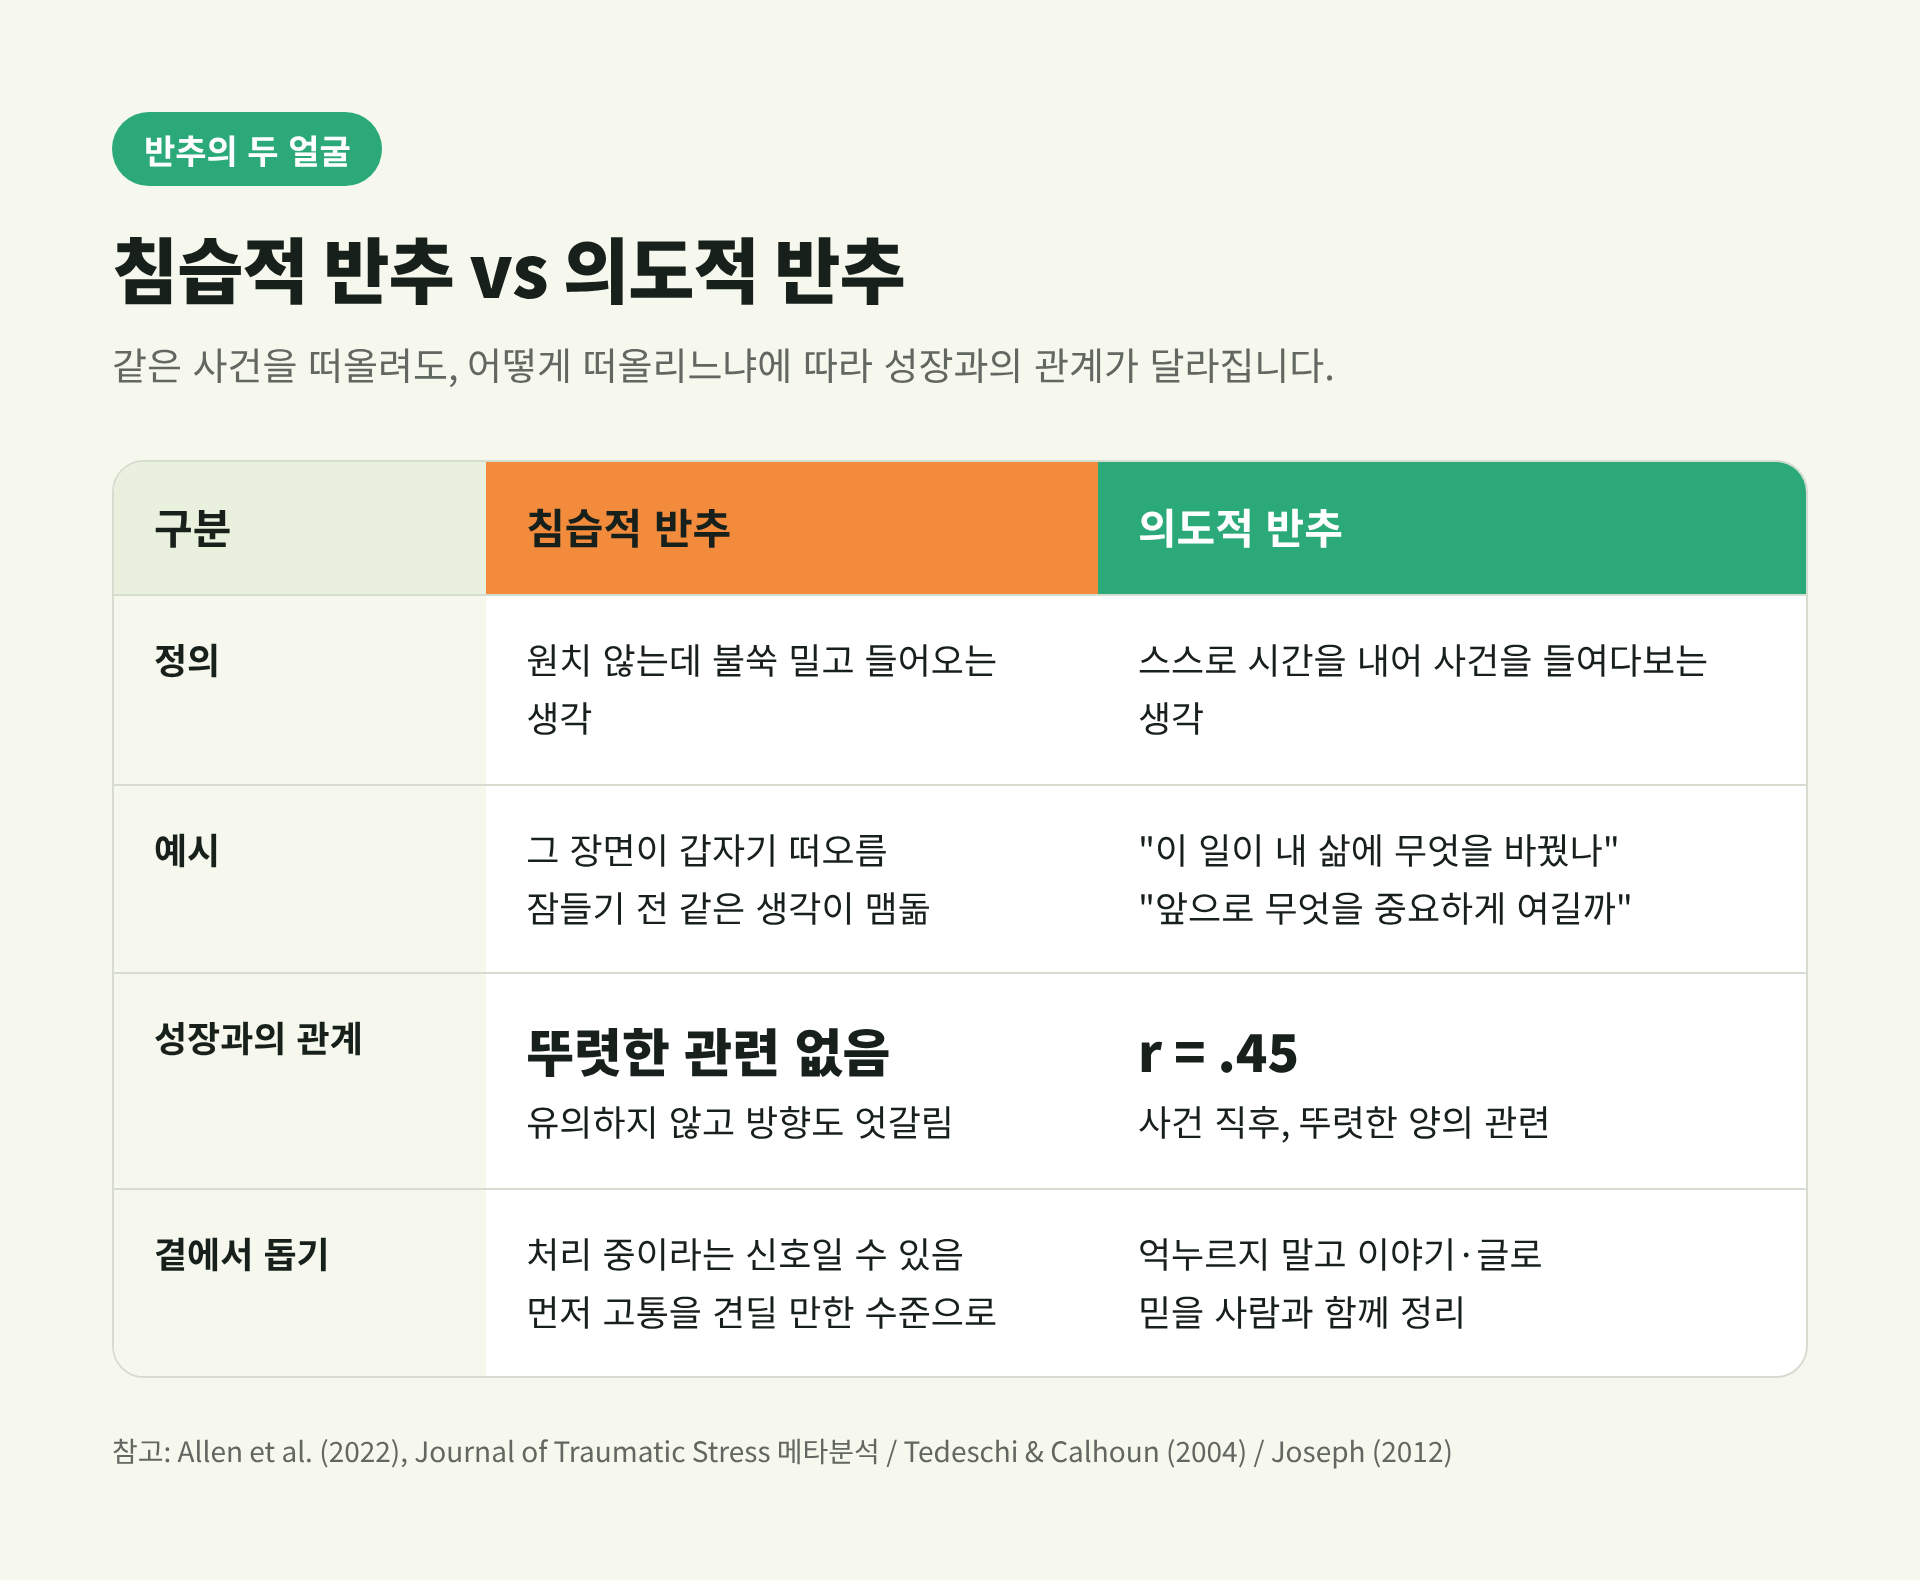 반추의 두 얼굴
침습적 반추 vs 의도적 반추
같은 사건을 떠올려도, 어떻게 떠올리느냐에 따라 성장과의 관계가 달라집니다.
구분
침습적 반추
의도적 반추
정의
원치 않는데 불쑥 밀고 들어오는
생각
스스로 시간을 내어 사건을 들여다보는
생각
예시
그 장면이 갑자기 떠오름
잠들기 전 같은 생각이 맴돎
"이 일이 내 삶에 무엇을 바꿨나"
"앞으로 무엇을 중요하게 여길까"
성장과의 관계
뚜렷한 관련 없음
유의하지 않고 방향도 엇갈림
r = .45
사건 직후, 뚜렷한 양의 관련
곁에서 돕기
처리 중이라는 신호일 수 있음
먼저 고통을 견딜 만한 수준으로
억누르지 말고 이야기·글로
믿을 사람과 함께 정리
참고: Allen et al. (2022), Journal of Traumatic Stress 메타분석 / Tedeschi & Calhoun (2004) / Joseph (2012)